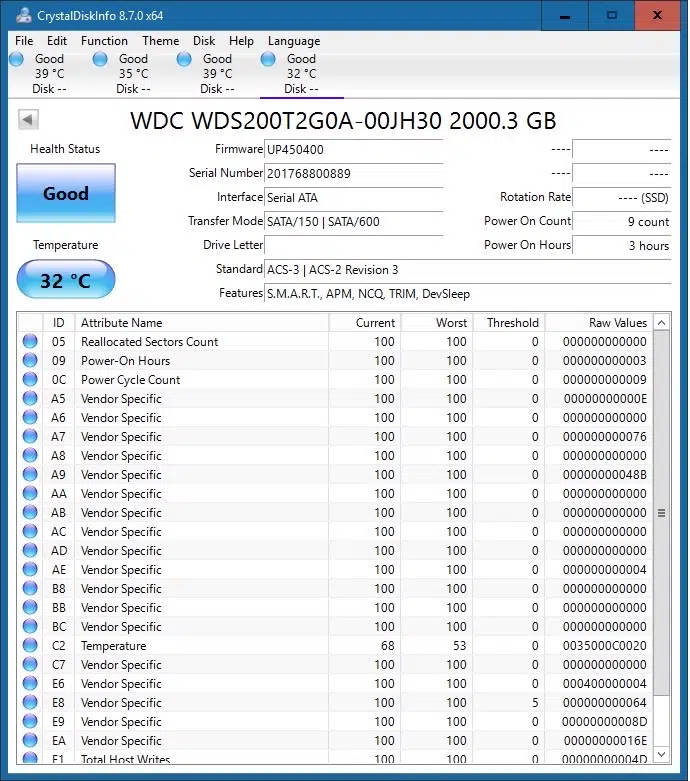 CrystalDiskInfo 8.7.0 x64
File Edit Function Theme Disk Help Language
Good Good Good Good
39 °C 35 °C 39 °C 32 °C
Disk -- Disk -- Disk -- Disk --
WDC WDS200T2G0A-00JH30 2000.3 GB
Health Status
Good
Temperature
32 °C
Firmware UP450400 ---- ----
Serial Number 201768800889 ---- ----
Interface Serial ATA Rotation Rate ---- (SSD)
Transfer Mode SATA/150 | SATA/600 Power On Count 9 count
Drive Letter Power On Hours 3 hours
Standard ACS-3 | ACS-2 Revision 3
Features S.M.A.R.T., APM, NCQ, TRIM, DevSleep
ID Attribute Name Current Worst Threshold Raw Values
05 Reallocated Sectors Count 100 100 0 000000000000
09 Power-On Hours 100 100 0 000000000003
0C Power Cycle Count 100 100 0 000000000009
A5 Vendor Specific 100 100 0 00000000000E
A6 Vendor Specific 100 100 0 000000000000
A7 Vendor Specific 100 100 0 000000000076
A8 Vendor Specific 100 100 0 000000000000
A9 Vendor Specific 100 100 0 00000000048B
AA Vendor Specific 100 100 0 000000000000
AB Vendor Specific 100 100 0 000000000000
AC Vendor Specific 100 100 0 000000000000
AD Vendor Specific 100 100 0 000000000000
AE Vendor Specific 100 100 0 000000000004
B8 Vendor Specific 100 100 0 000000000000
BB Vendor Specific 100 100 0 000000000000
BC Vendor Specific 100 100 0 000000000000
C2 Temperature 68 53 0 0035000C0020
C7 Vendor Specific 100 100 0 000000000000
E6 Vendor Specific 100 100 0 000400000004
E8 Vendor Specific 100 100 5 000000000064
E9 Vendor Specific 100 100 0 00000000008D
EA Vendor Specific 100 100 0 00000000016E
F1 Total Host Writes 100 100 0 00000000004D